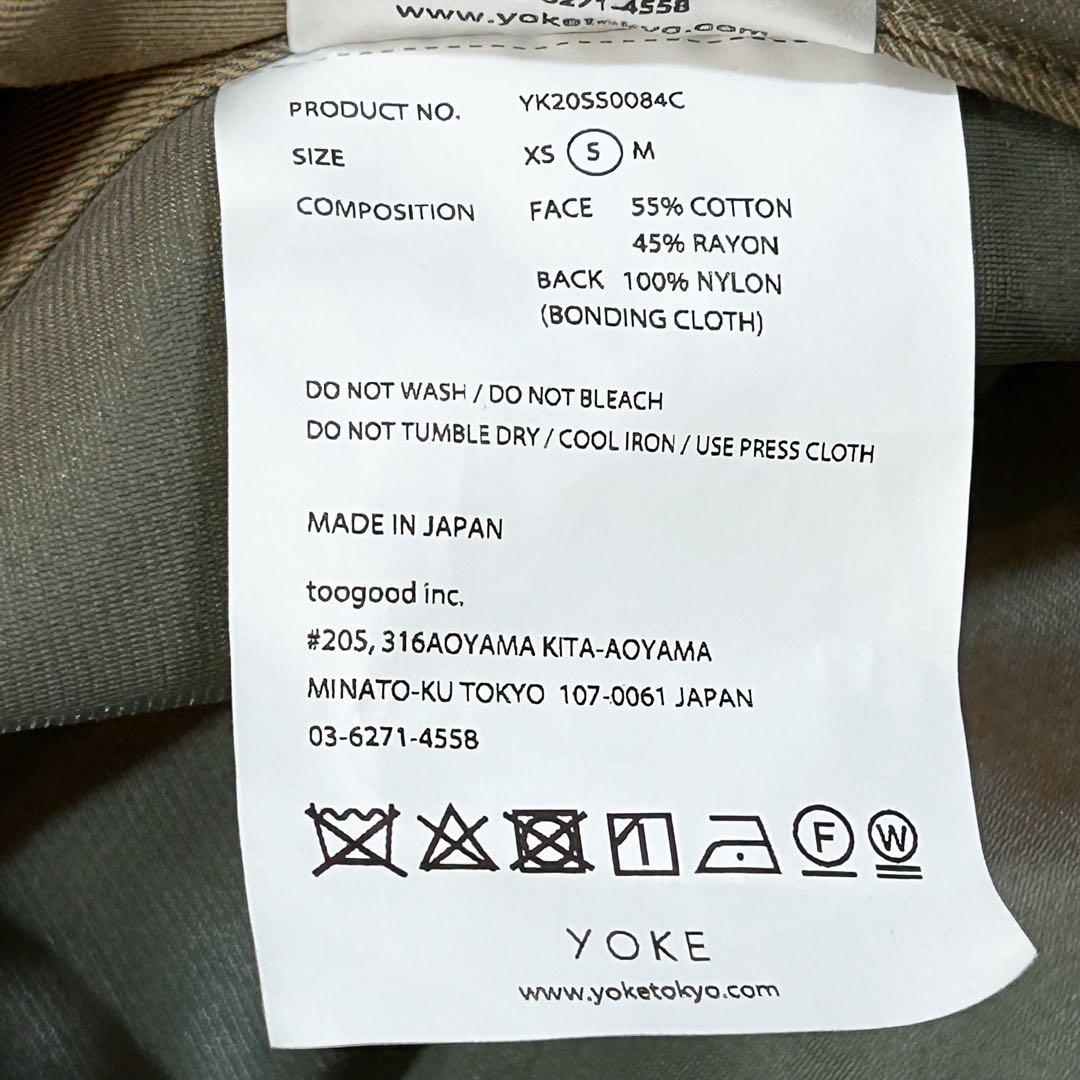 PRODUCT NO. YK20SS0084C
SIZE XS S M
COMPOSITION FACE 55% COTTON
45% RAYON
BACK 100% NYLON
(BONDING CLOTH)
DO NOT WASH / DO NOT BLEACH
DO NOT TUMBLE DRY / COOL IRON / USE PRESS CLOTH
MADE IN JAPAN
toogood inc.
#205, 316AOYAMA KITA-AOYAMA
MINATO-KU TOKYO 107-0061 JAPAN
03-6271-4558
F W
YOKE
www.yoketokyo.com